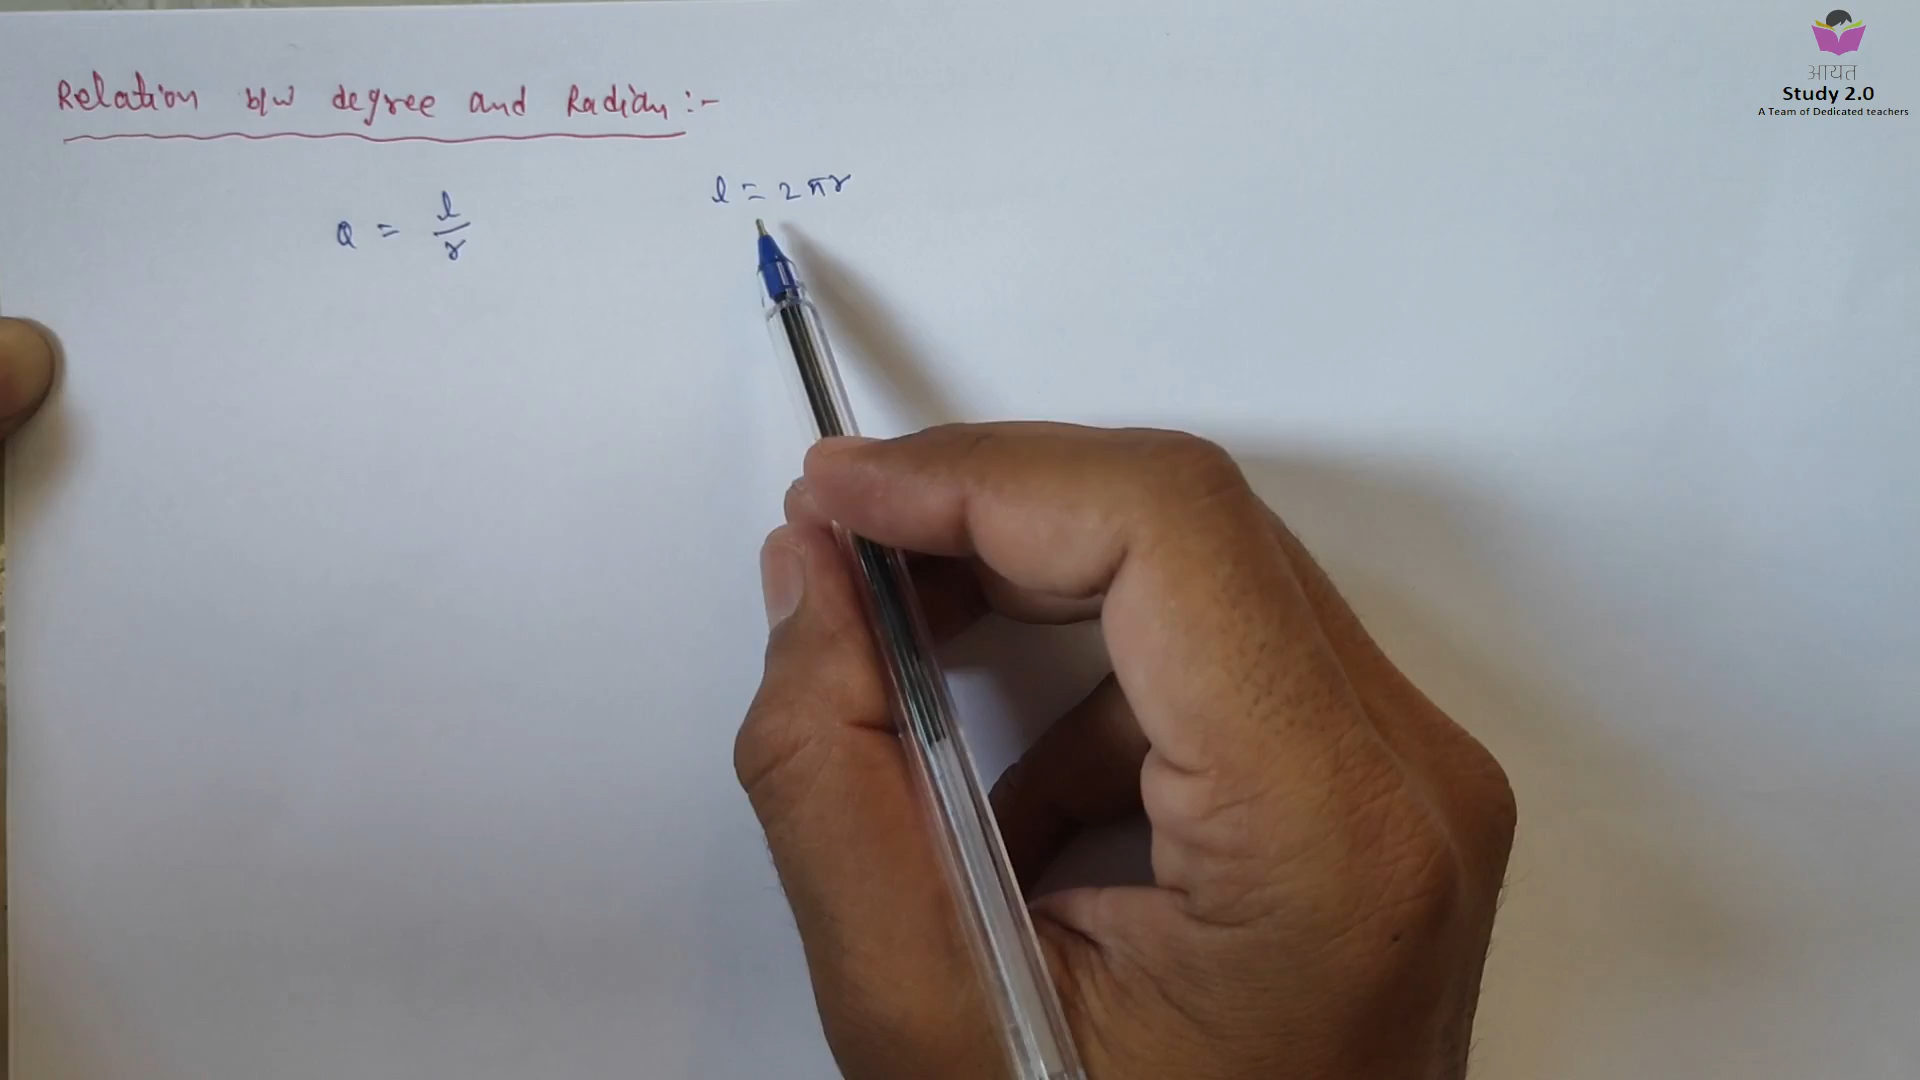 Relation b/w degree and Radian :-
θ = l/r
l = 2πr
आयत
Study 2.0
A Team of Dedicated teachers